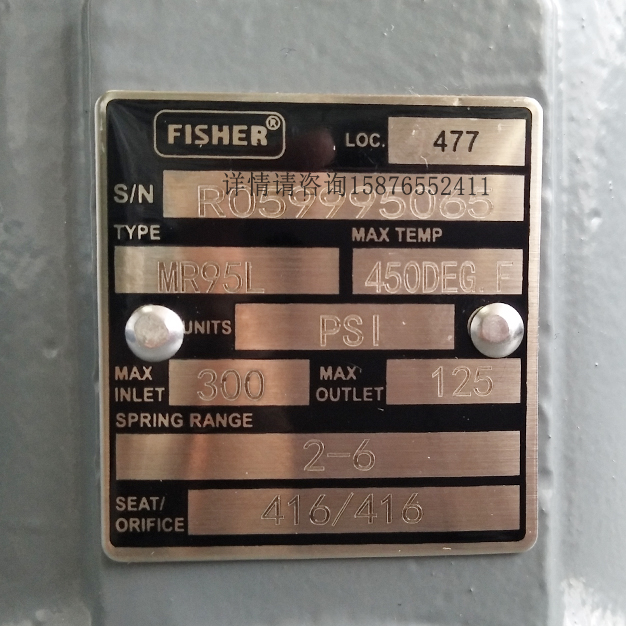 FISHER®
LOC. 477
详情请咨询15876552411
S/N R059995065
TYPE MAX TEMP
MR95L 450DEG.F
UNITS PSI
MAX INLET 300 MAX OUTLET 125
SPRING RANGE
2-6
SEAT/ORIFICE 416/416